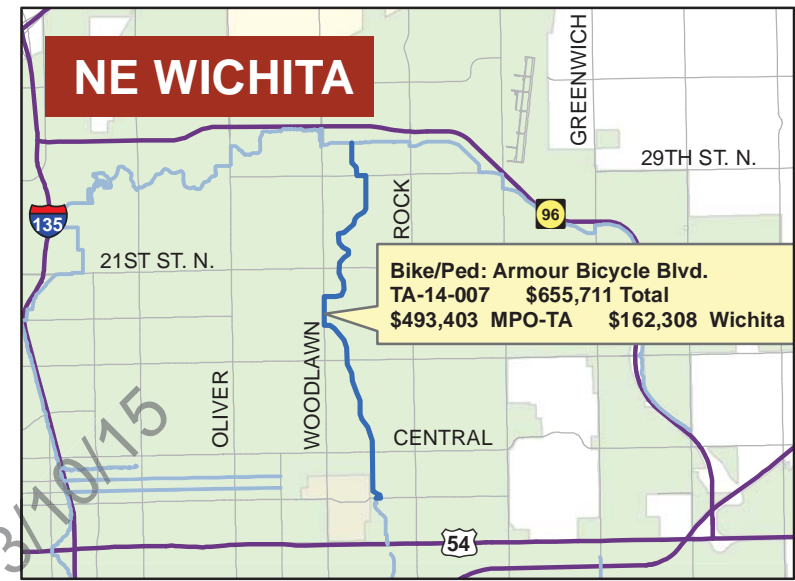 NE WICHITA
GREENWICH
29TH ST. N.
135
ROCK
96
21ST ST. N.
Bike/Ped: Armour Bicycle Blvd.
TA-14-007 $655,711 Total
$493,403 MPO-TA $162,308 Wichita
WOODLAWN
OLIVER
CENTRAL
3/10/15
54